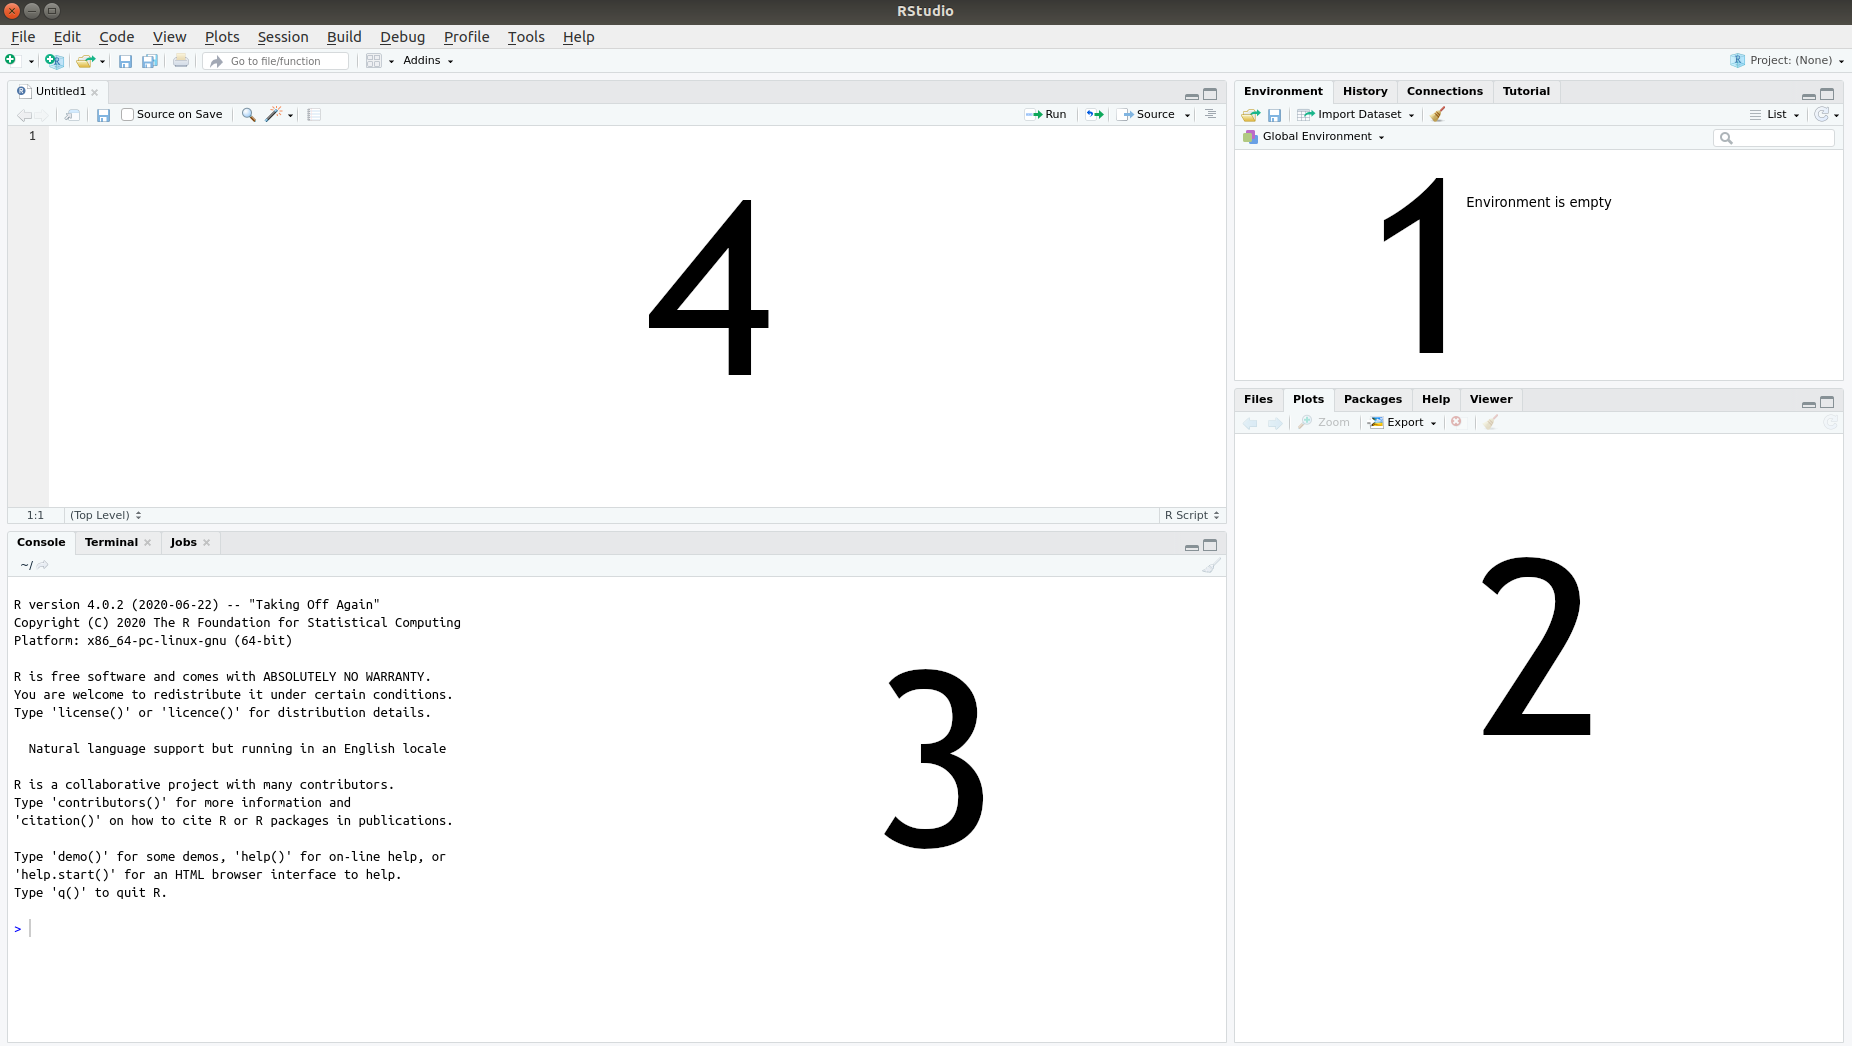 RStudio
File Edit Code View Plots Session Build Debug Profile Tools Help
Go to file/function Addins Project: (None)
Untitled1
Source on Save Run Source
1
4
1:1 (Top Level) R Script
Console Terminal Jobs
~/
R version 4.0.2 (2020-06-22) -- "Taking Off Again"
Copyright (C) 2020 The R Foundation for Statistical Computing
Platform: x86_64-pc-linux-gnu (64-bit)
R is free software and comes with ABSOLUTELY NO WARRANTY.
You are welcome to redistribute it under certain conditions.
Type 'license()' or 'licence()' for distribution details.
Natural language support but running in an English locale
R is a collaborative project with many contributors.
Type 'contributors()' for more information and
'citation()' on how to cite R or R packages in publications.
Type 'demo()' for some demos, 'help()' for on-line help, or
'help.start()' for an HTML browser interface to help.
Type 'q()' to quit R.
>
3
Environment History Connections Tutorial
Import Dataset List
Global Environment
Environment is empty
1
Files Plots Packages Help Viewer
Zoom Export
2